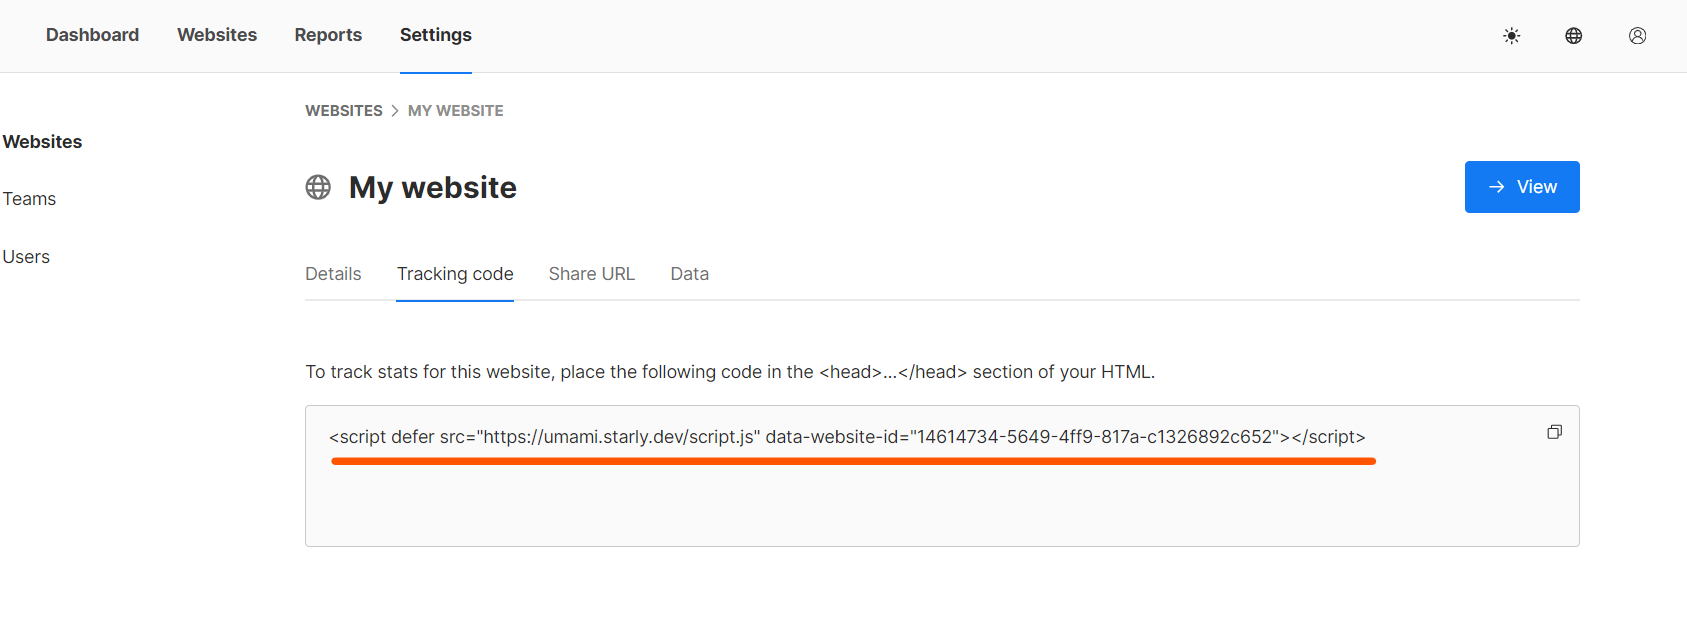 Dashboard Websites Reports Settings
WEBSITES > MY WEBSITE
Websites
Teams
Users
My website
View
Details Tracking code Share URL Data
To track stats for this website, place the following code in the <head>...</head> section of your HTML.
<script defer src="https://umami.starly.dev/script.js" data-website-id="14614734-5649-4ff9-817a-c1326892c652"></script>